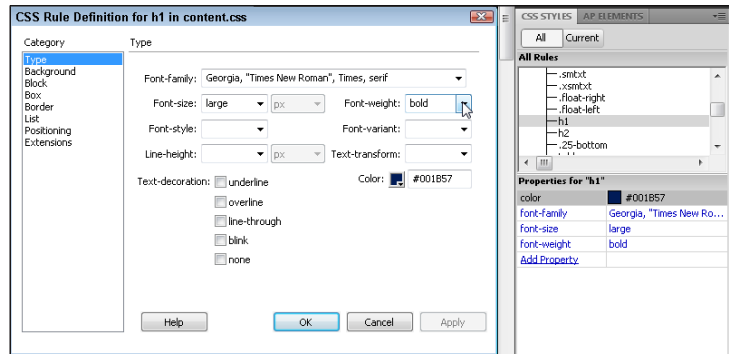 CSS Rule Definition for h1 in content.css
Category
Type
Background
Block
Box
Border
List
Positioning
Extensions
Type
Font-family: Georgia, "Times New Roman", Times, serif
Font-size: large px Font-weight: bold
Font-style: Font-variant:
Line-height: px Text-transform:
Text-decoration: underline Color: #001B57
overline
line-through
blink
none
Help OK Cancel Apply
CSS STYLES AP ELEMENTS
All Current
All Rules
.smtxt
.xsmtxt
.float-right
.float-left
h1
h2
.25-bottom
Properties for "h1"
color #001B57
font-family Georgia, "Times New Ro...
font-size large
font-weight bold
Add Property